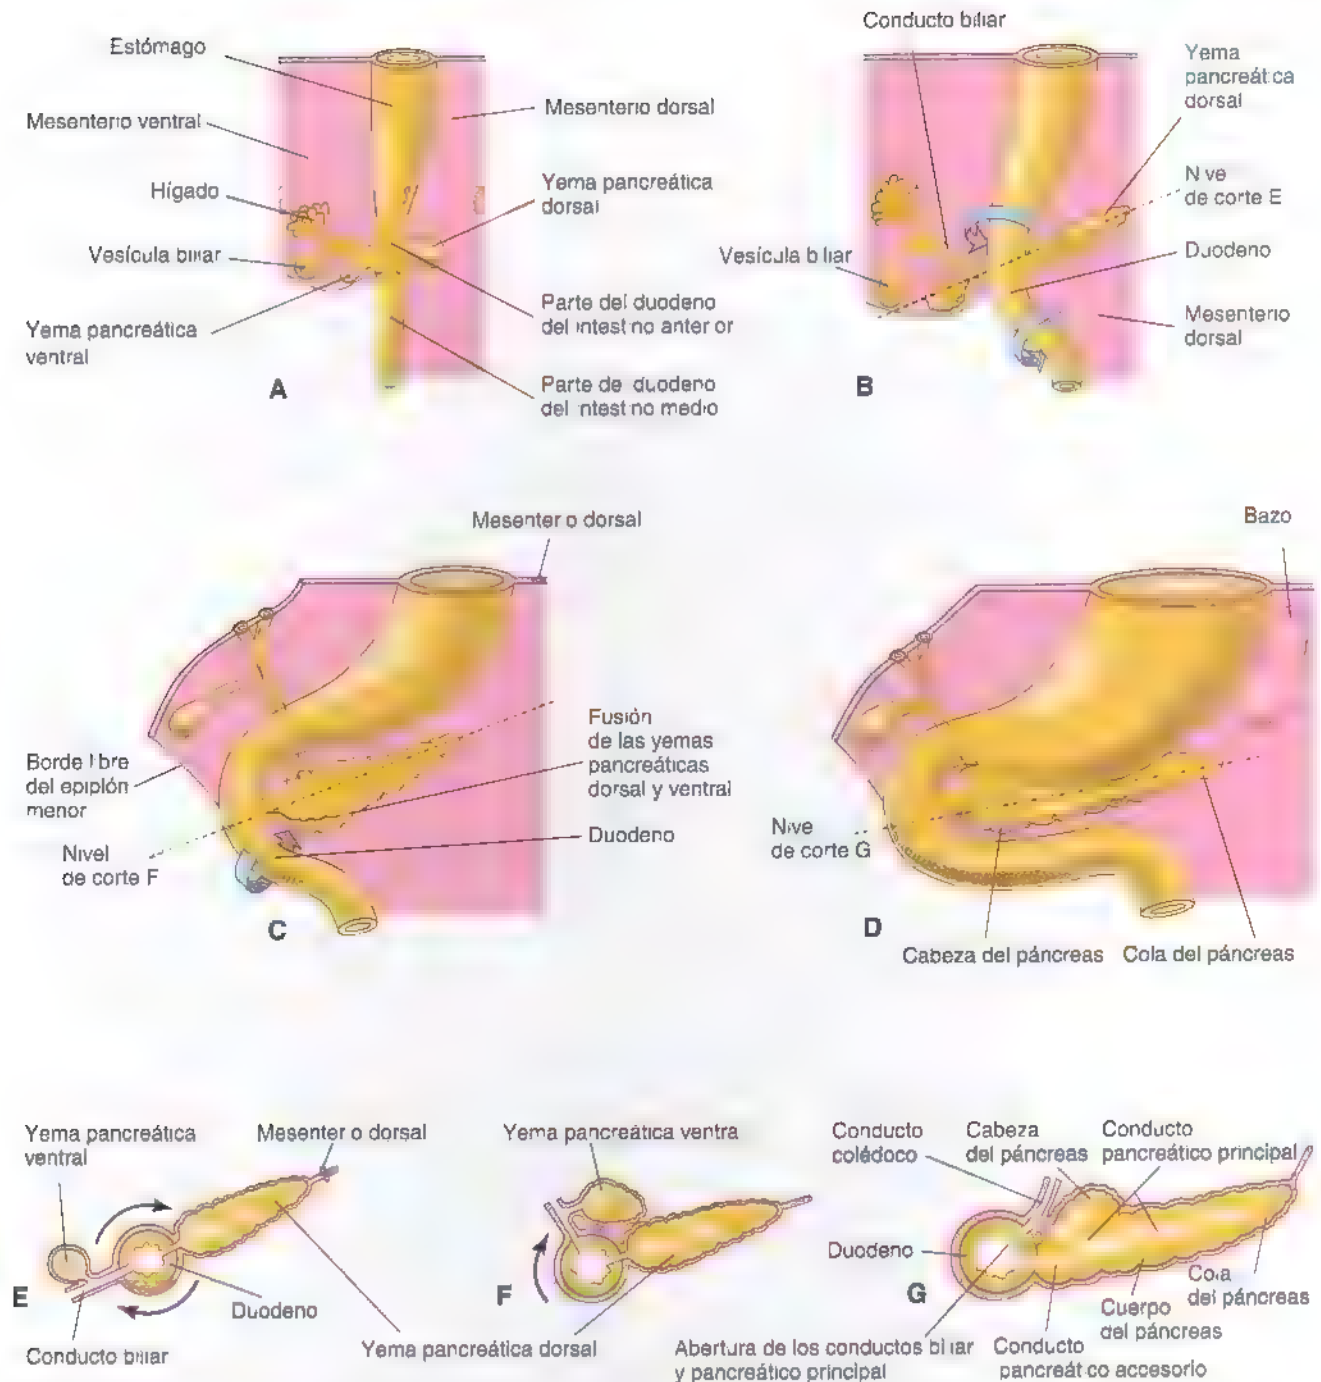 Estómago
Mesenterio ventral
Hígado
Vesícula biliar
Yema pancreática
ventral
Mesenterio dorsal
Yema pancreática
dorsal
Parte del duodeno
del intestino anterior
Parte de duodeno
del intestino medio
A
Conducto biliar
Yema
pancreática
dorsal
Nive
de corte E
Vesícula biliar
Duodeno
Mesenterio
dorsal
B
Mesenterio dorsal
Borde libre
del epiplón
menor
Nivel
de corte F
Fusión
de las yemas
pancreáticas
dorsal y ventral
Duodeno
C
Bazo
Nive
de corte G
D
Cabeza del páncreas
Cola del páncreas
Yema pancreática
ventral
Mesenterio dorsal
E
Duodeno
Conducto biliar
Yema pancreática ventra
F
Yema pancreática dorsal
Conducto
colédoco
Cabeza
del páncreas
Conducto
pancreático principal
Duodeno
G
Cola
del páncreas
Cuerpo
del páncreas
Abertura de los conductos biliar
y pancreático principal
Conducto
pancreático accesorio